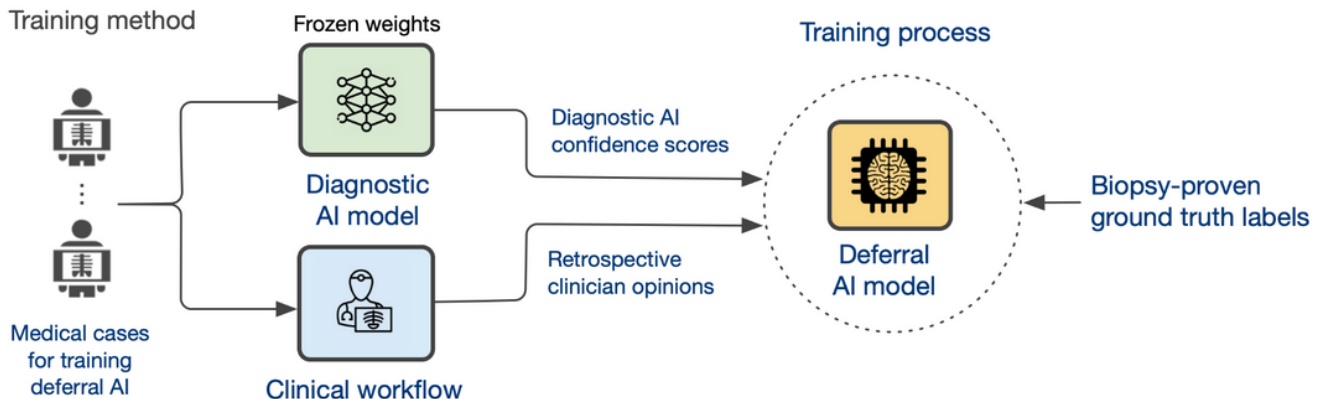 Training method
Frozen weights
Training process
Diagnostic AI
confidence scores
Diagnostic
AI model
Biopsy-proven
ground truth labels
Deferral
AI model
Retrospective
clinician opinions
Medical cases
for training
deferral AI
Clinical workflow